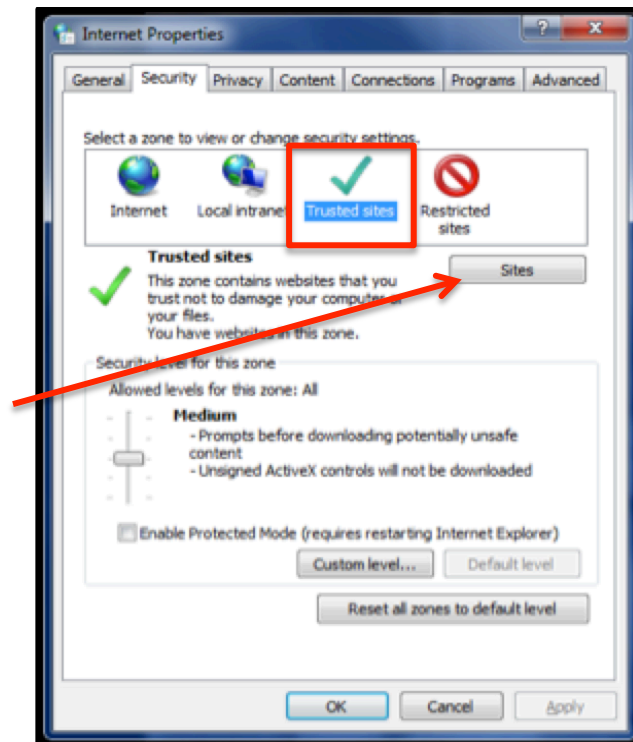 Internet Properties
General Security Privacy Content Connections Programs Advanced
Select a zone to view or change security settings.
Internet Local intranet Trusted sites Restricted
sites
Trusted sites
Sites
This zone contains websites that you
trust not to damage your computer or
your files.
You have websites in this zone.
Security level for this zone
Allowed levels for this zone: All
Medium
- Prompts before downloading potentially unsafe
content
- Unsigned ActiveX controls will not be downloaded
Enable Protected Mode (requires restarting Internet Explorer)
Custom level... Default level
Reset all zones to default level
OK Cancel Apply